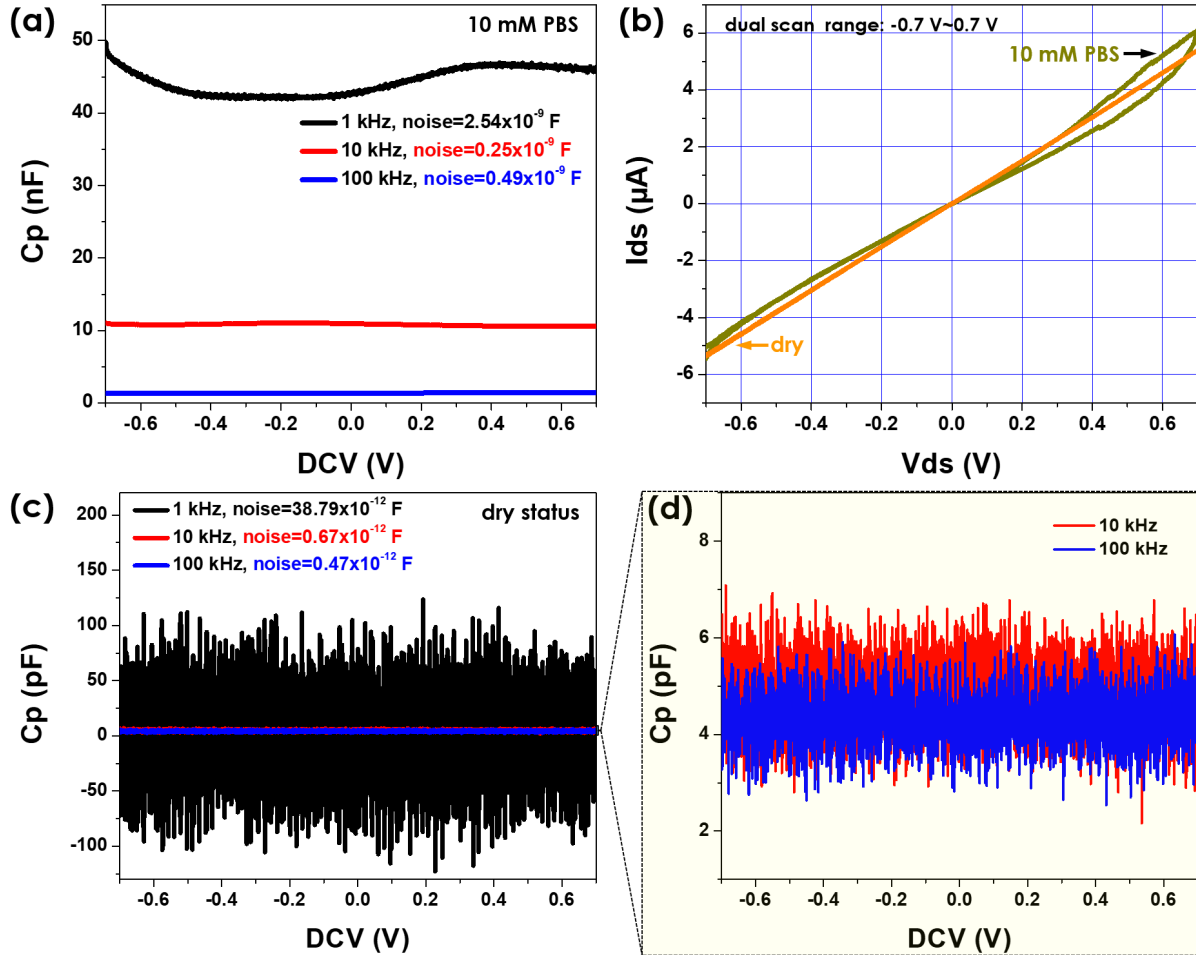 (a)
10 mM PBS
50
40
30
20
10
0
Cp (nF)
1 kHz, noise=2.54x10⁻⁹ F
10 kHz, noise=0.25x10⁻⁹ F
100 kHz, noise=0.49x10⁻⁹ F
-0.6 -0.4 -0.2 0.0 0.2 0.4 0.6
DCV (V)
(b)
dual scan range: -0.7 V~0.7 V
10 mM PBS
dry
6
4
2
0
-2
-4
-6
Ids (µA)
-0.6 -0.4 -0.2 0.0 0.2 0.4 0.6
Vds (V)
(c)
1 kHz, noise=38.79x10⁻¹² F
10 kHz, noise=0.67x10⁻¹² F
100 kHz, noise=0.47x10⁻¹² F
dry status
200
150
100
50
0
-50
-100
Cp (pF)
-0.6 -0.4 -0.2 0.0 0.2 0.4 0.6
DCV (V)
(d)
10 kHz
100 kHz
8
6
4
2
Cp (pF)
-0.6 -0.4 -0.2 0.0 0.2 0.4 0.6
DCV (V)